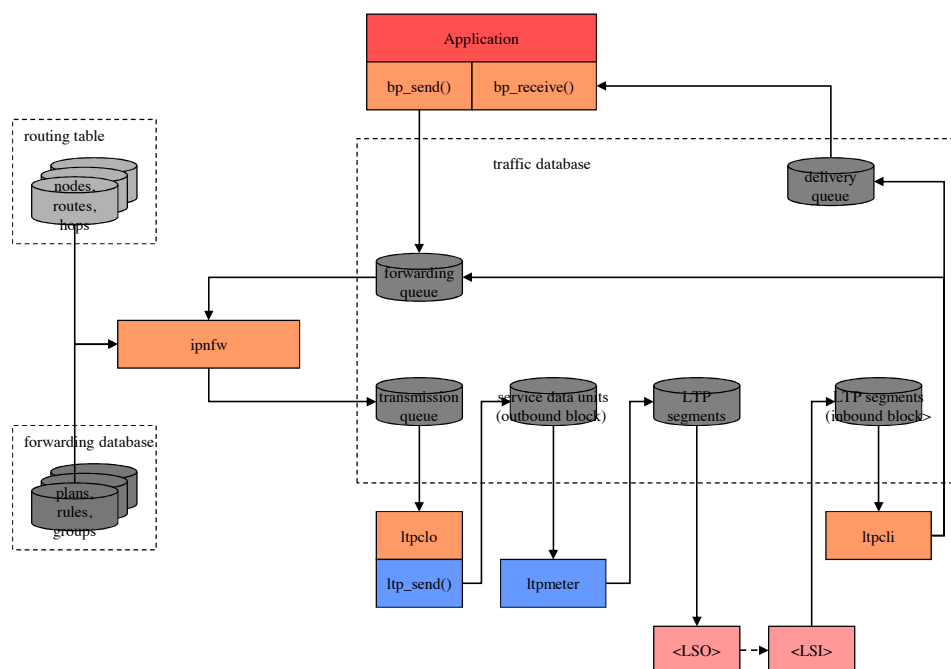 Application
bp_send()
bp_receive()
routing table
traffic database
nodes,
routes,
hops
delivery
queue
forwarding
queue
ipnfw
transmission
queue
service data units
(outbound block)
LTP
segments
LTP segments
(inbound block>
forwarding database
plans,
rules,
groups
ltpclo
ltp_send()
ltpmeter
ltpcli
<LSO>
<LSI>